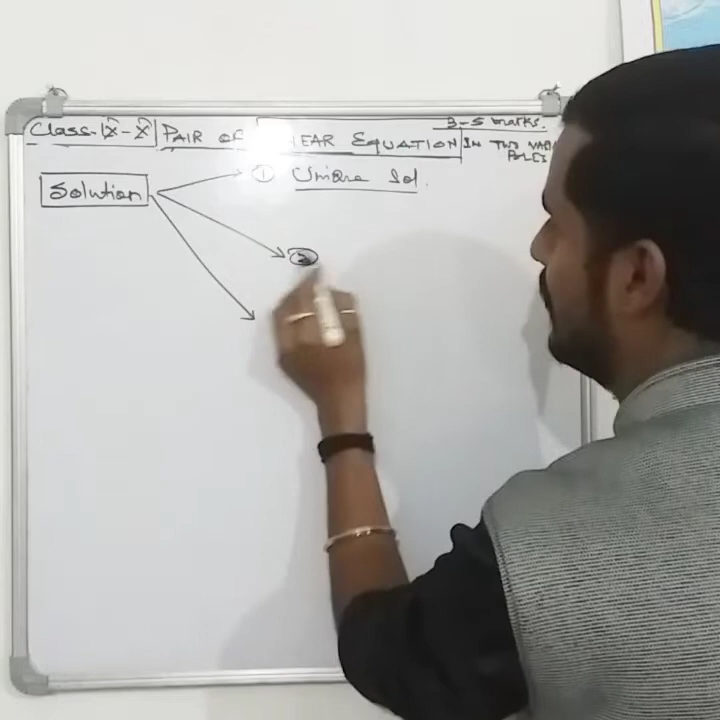 3-5 marks.
Class-IX-X PAIR OF LINEAR EQUATION IN TWO VARIABLES
Solution
① Unique Sol.
②